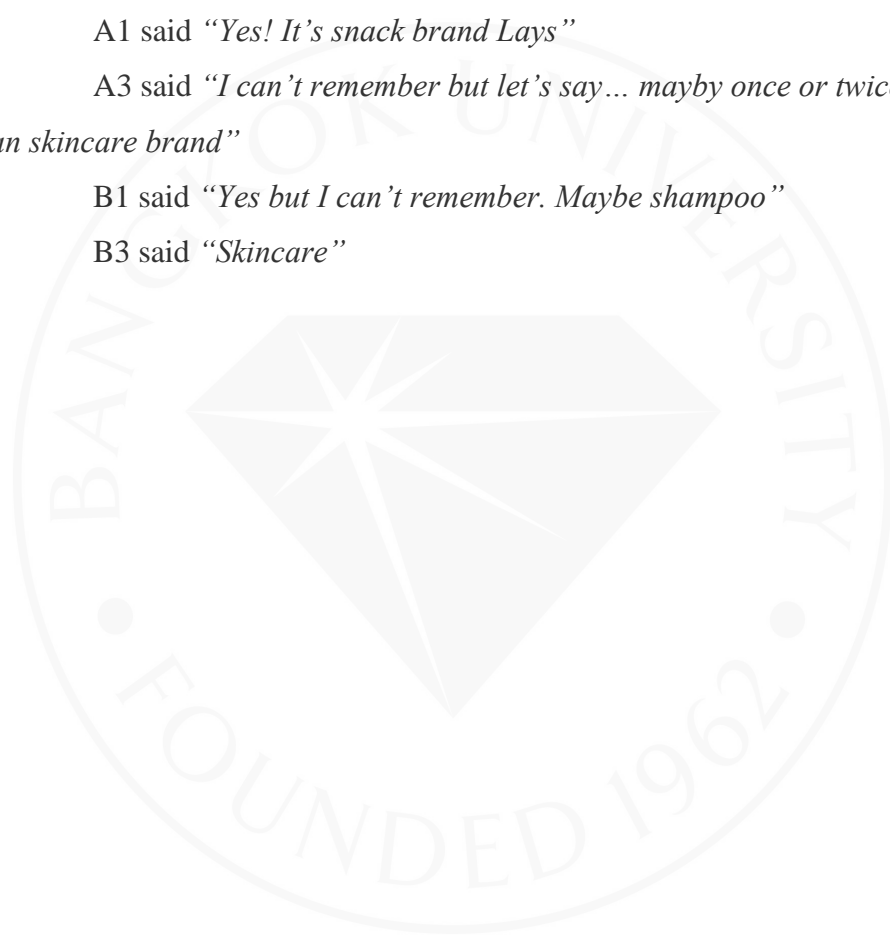 A1 said “Yes! It’s snack brand Lays”
A3 said “I can’t remember but let’s say… mayby once or
skincare brand”
B1 said “Yes but I can’t remember. Maybe shampoo”
B3 said “Skincare”
BANGKOK UNIVERSITY
FOUNDED 1962